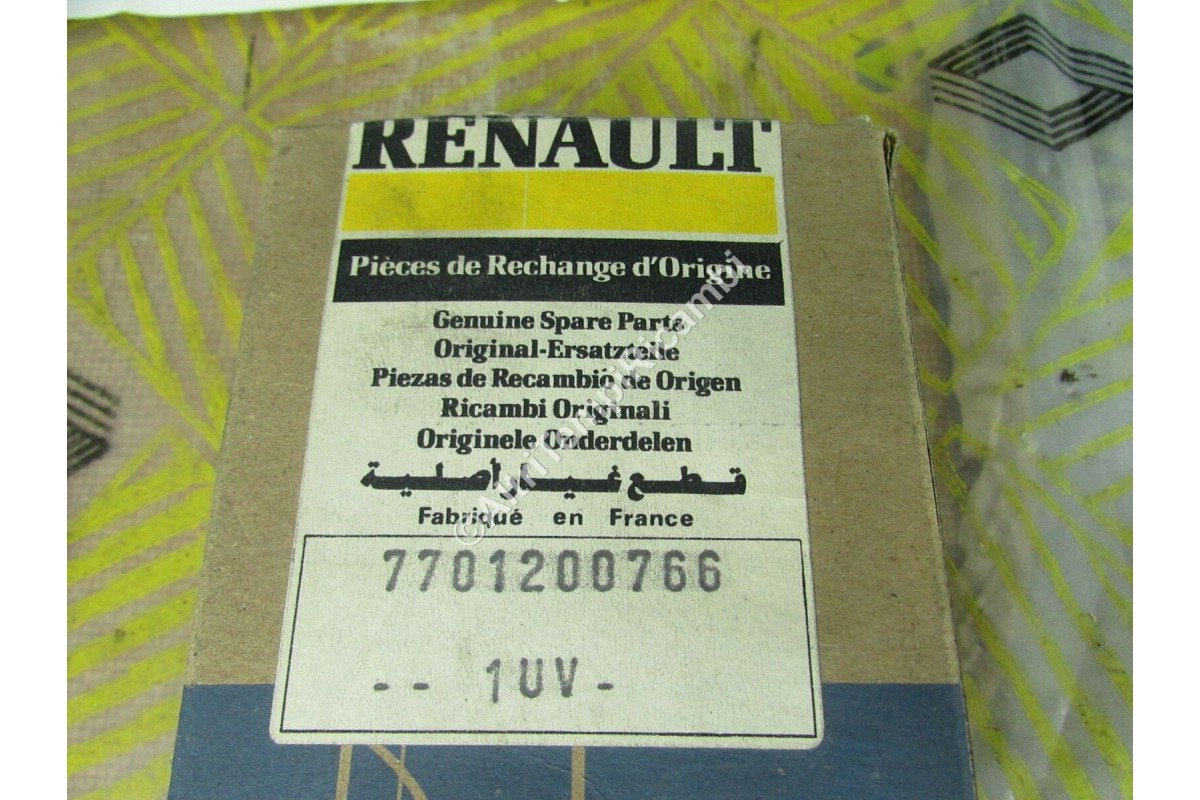 RENAULT
Pièces de Rechange d'Origine
Genuine Spare Parts
Original-Ersatzteile
Piezas de Recambio de Origen
Ricambi Originali
Originele Onderdelen
قطع غيار أصلية
Fabriqué en France
7701200766
-- 1UV-
©AltritempiRicambi